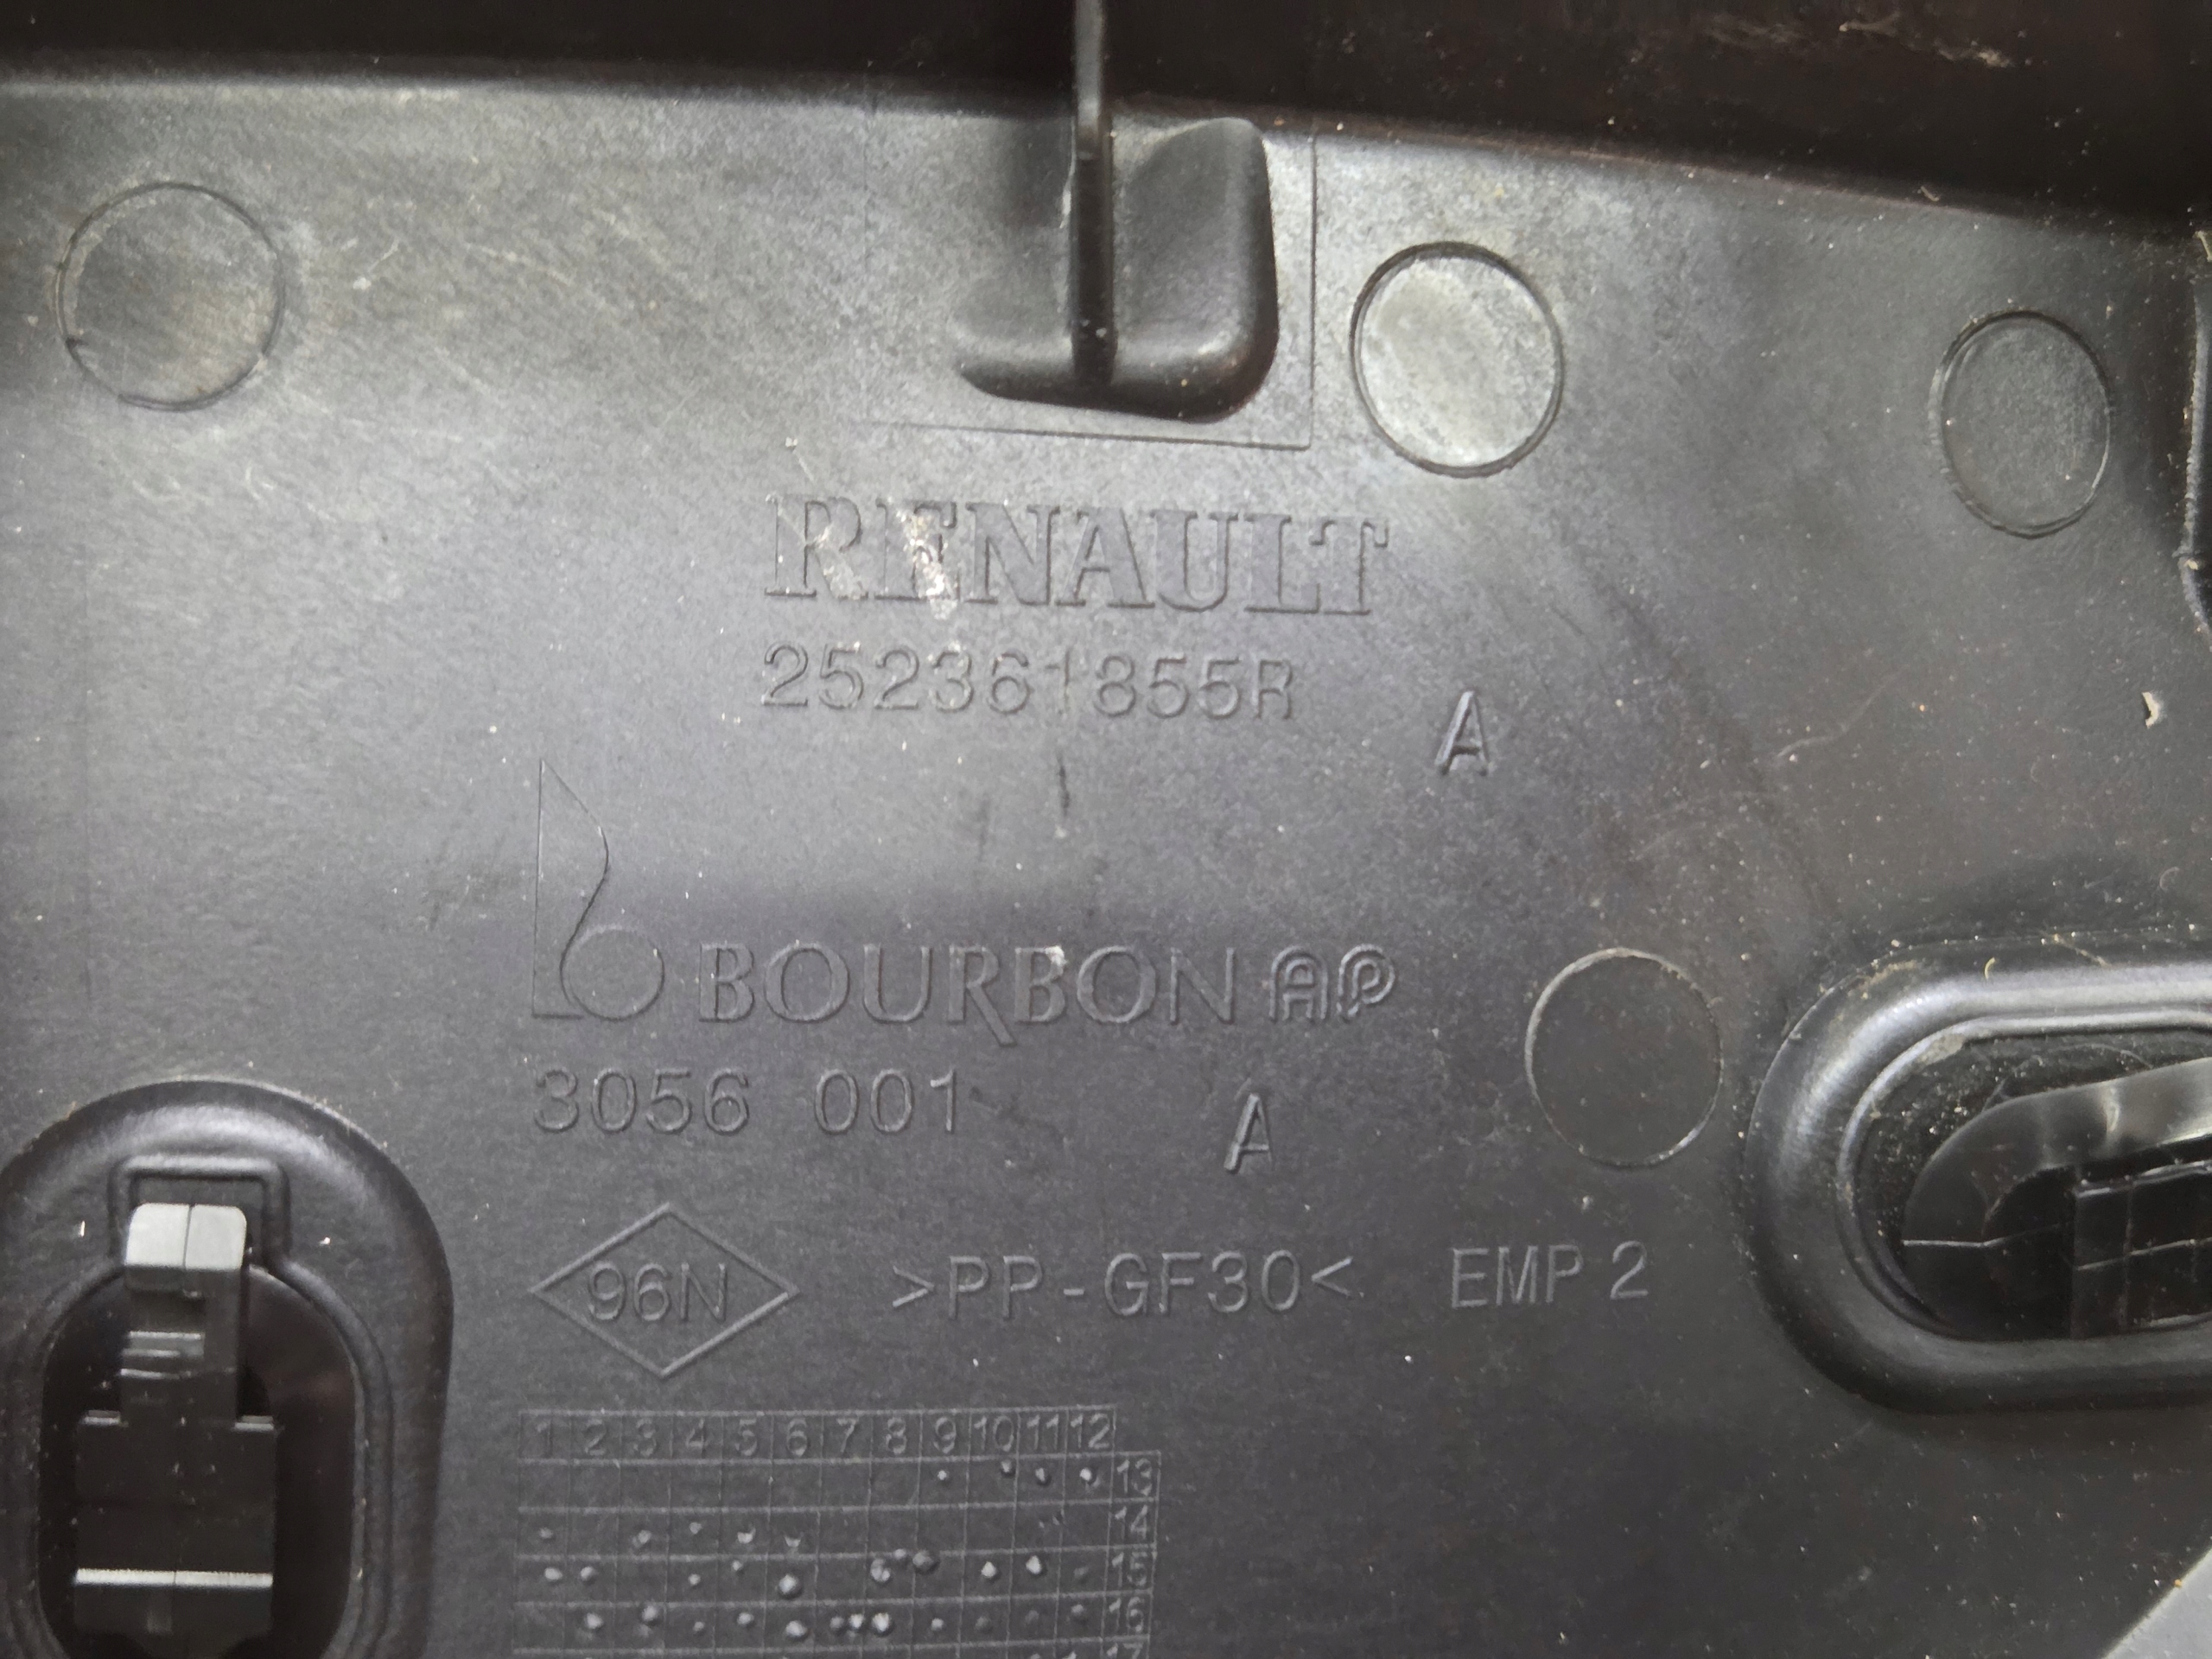 RENAULT
252361855R
A
BOURBON AP
3056 001
A
96N >PP-GF30< EMP 2
1 2 3 4 5 6 7 8 9 10 11 12
13
14
15
16
17